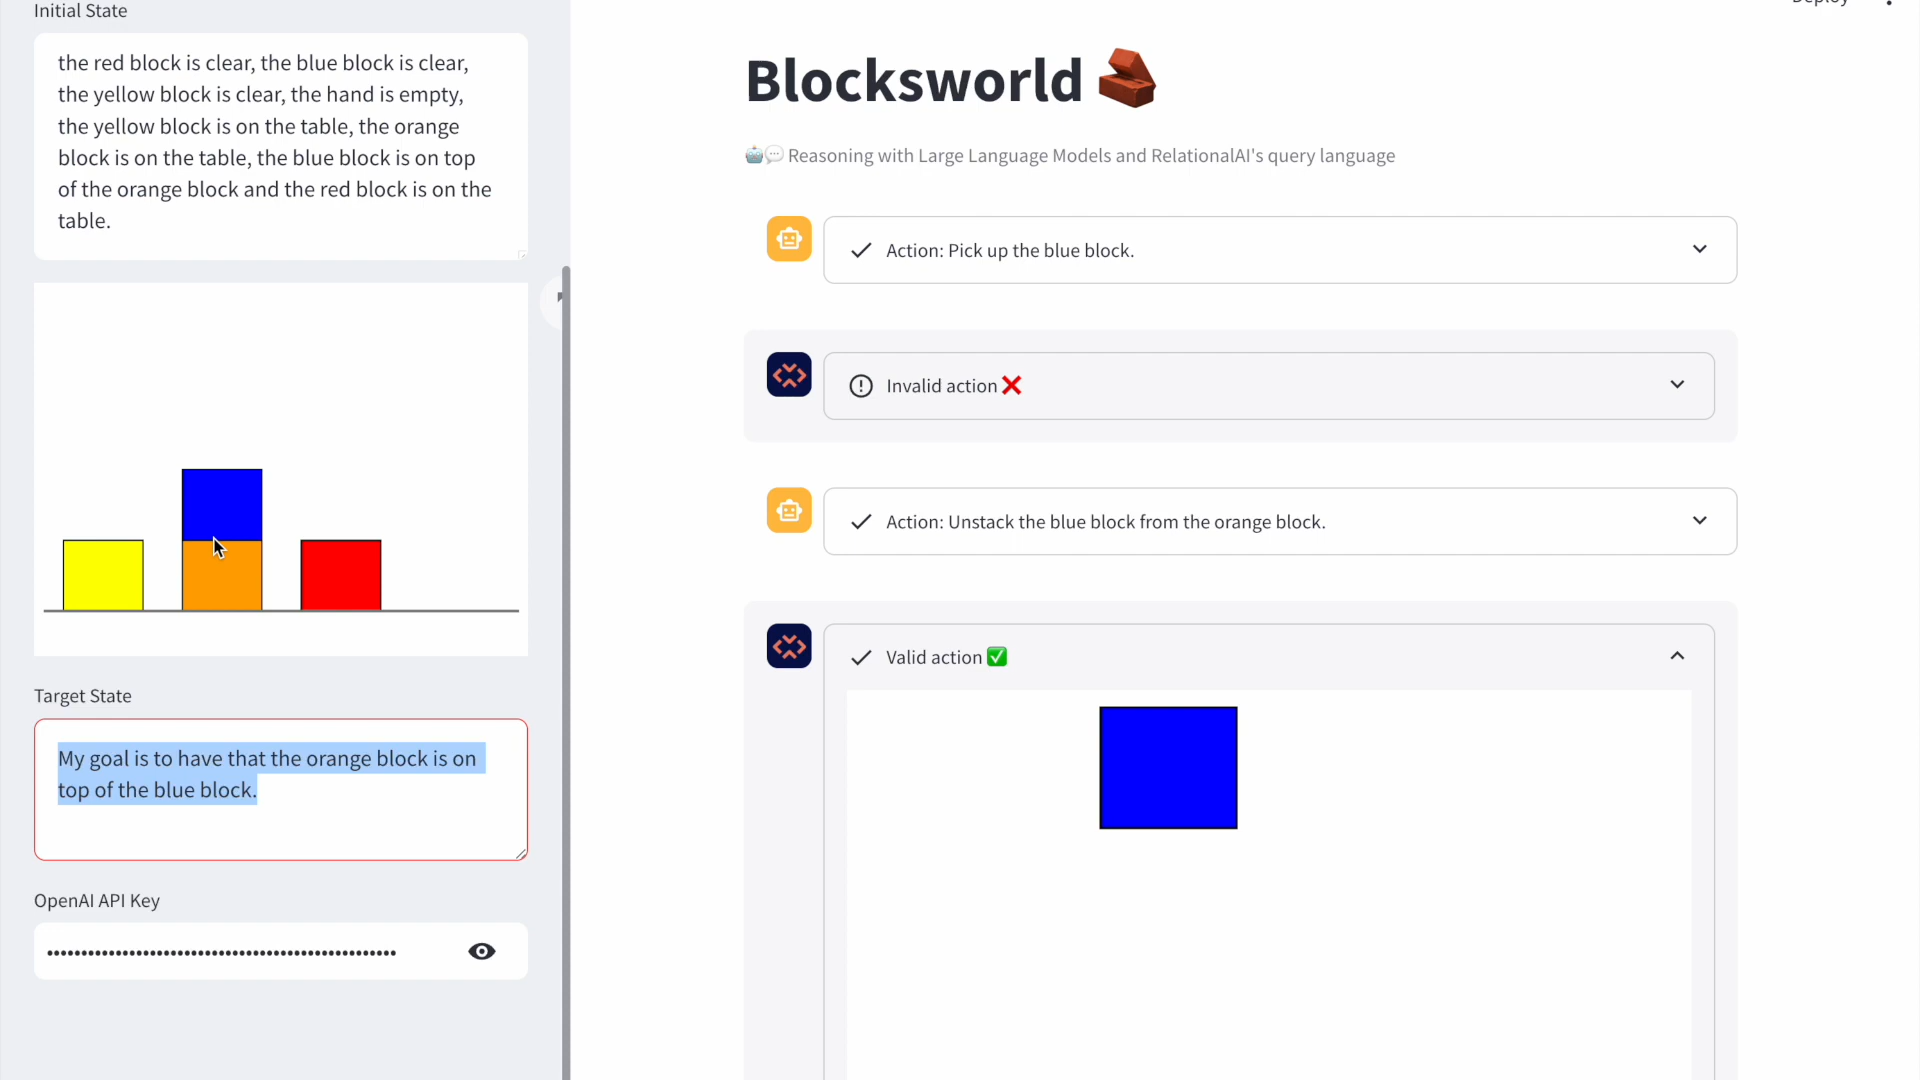 Initial State
the red block is clear, the blue block is clear,
the yellow block is clear, the hand is empty,
the yellow block is on the table, the orange
block is on the table, the blue block is on top
of the orange block and the red block is on the
table.
Target State
My goal is to have that the orange block is on
top of the blue block.
OpenAI API Key
Deploy
Blocksworld
Reasoning with Large Language Models and RelationalAI's query language
Action: Pick up the blue block.
Invalid action
Action: Unstack the blue block from the orange block.
Valid action